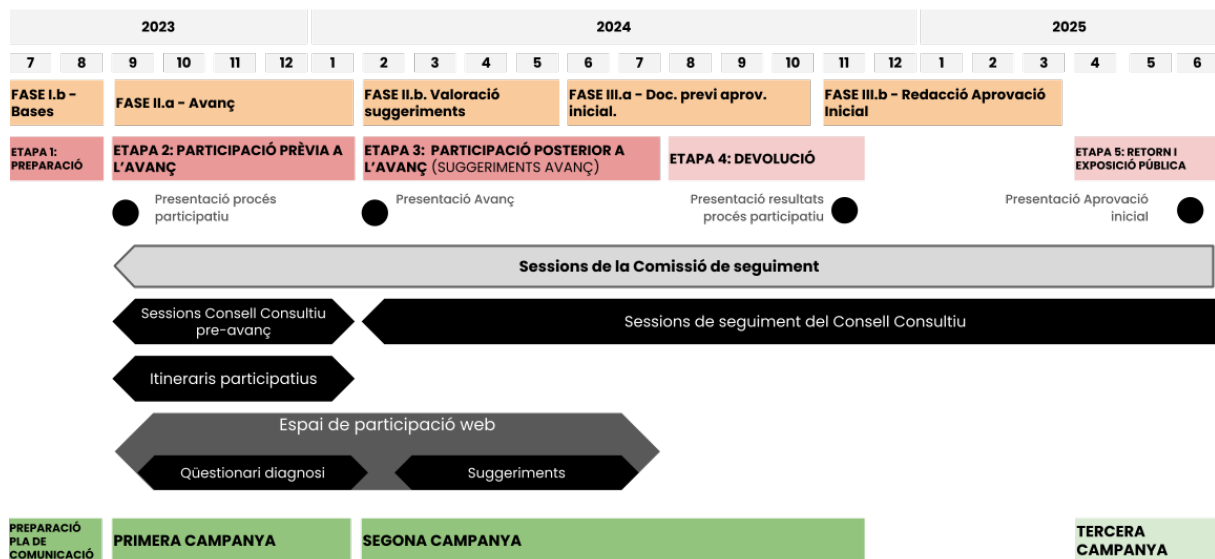 2023 2024 2025
7 8 9 10 11 12 1 2 3 4 5 6 7 8 9 10 11 12 1 2 3 4 5 6
FASE I.b -
Bases
FASE II.a - Avanç
FASE II.b. Valoració
suggeriments
FASE III.a - Doc. previ aprov.
inicial.
FASE III.b - Redacció Aprovació
Inicial
ETAPA 1:
PREPARACIÓ
ETAPA 2: PARTICIPACIÓ PRÈVIA A
L'AVANÇ
ETAPA 3: PARTICIPACIÓ POSTERIOR A
L'AVANÇ (SUGGERIMENTS AVANÇ)
ETAPA 4: DEVOLUCIÓ
ETAPA 5: RETORN I
EXPOSICIÓ PÚBLICA
Presentació procés
participatiu
Presentació Avanç
Presentació resultats
procés participatiu
Presentació Aprovació
inicial
Sessions de la Comissió de seguiment
Sessions Consell Consultiu
pre-avanç
Sessions de seguiment del Consell Consultiu
Itineraris participatius
Espai de participació web
Qüestionari diagnosi
Suggeriments
PREPARACIÓ
PLA DE
COMUNICACIÓ
PRIMERA CAMPANYA
SEGONA CAMPANYA
TERCERA
CAMPANYA